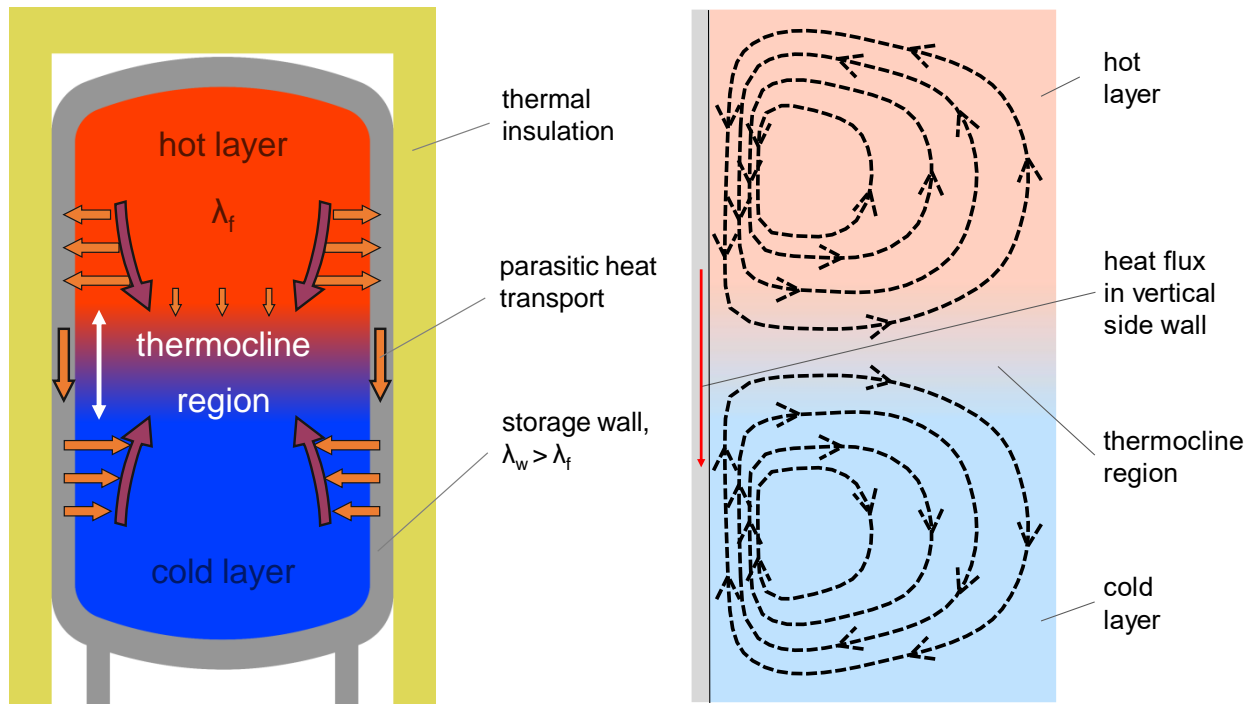 hot layer
λf
thermocline
region
cold layer
thermal
insulation
parasitic heat
transport
storage wall,
λw > λf
hot
layer
heat flux
in vertical
side wall
thermocline
region
cold
layer